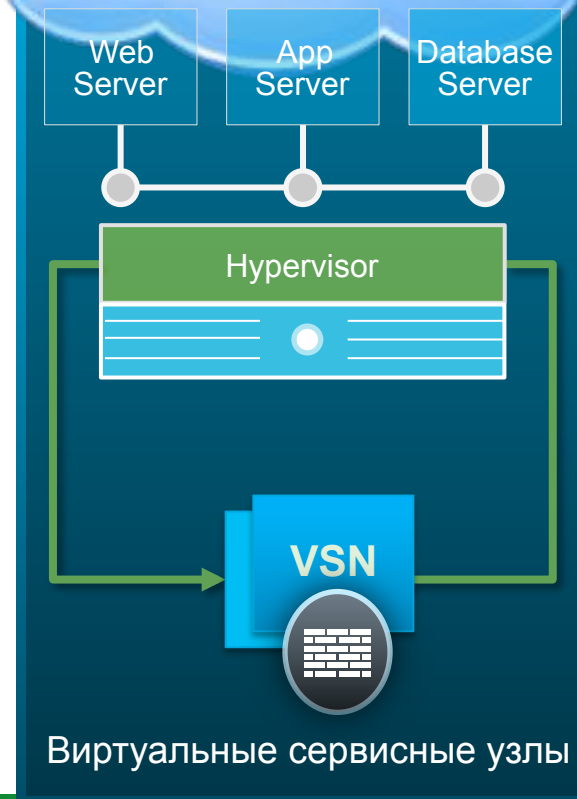 Web
Server
App
Server
Database
Server
Hypervisor
VSN
Виртуальные сервисные узлы